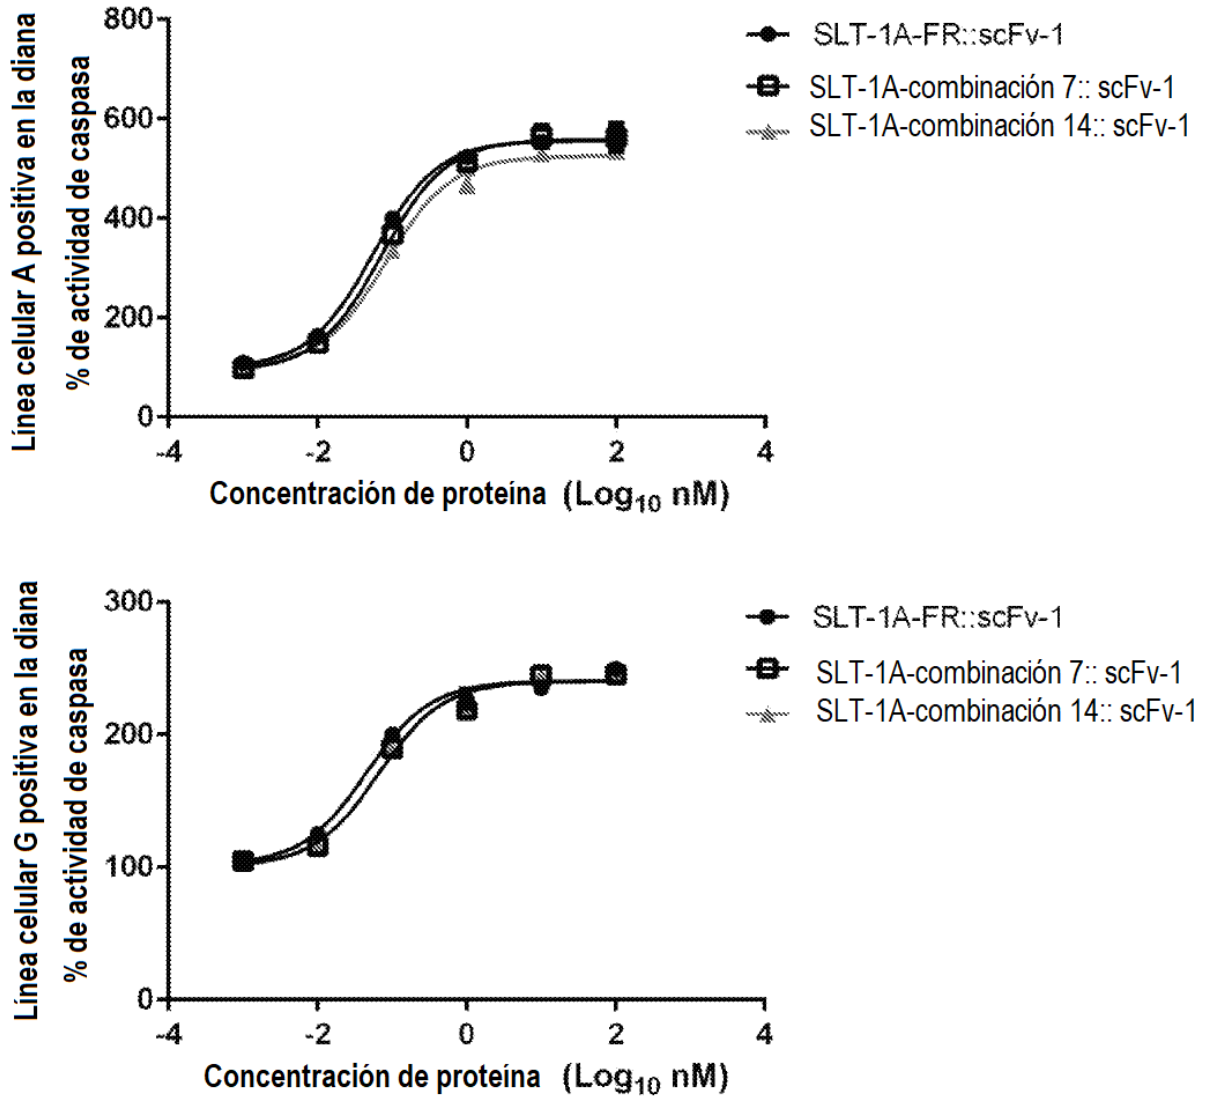 Línea celular A positiva en la diana
% de actividad de caspasa
800
600
400
200
0
-4
-2
0
2
4
Concentración de proteína (Log10 nM)
SLT-1A-FR::scFv-1
SLT-1A-combinación 7:: scFv-1
SLT-1A-combinación 14:: scFv-1
Línea celular G positiva en la diana
% de actividad de caspasa
300
200
100
0
-4
-2
0
2
4
Concentración de proteína (Log10 nM)
SLT-1A-FR::scFv-1
SLT-1A-combinación 7:: scFv-1
SLT-1A-combinación 14:: scFv-1